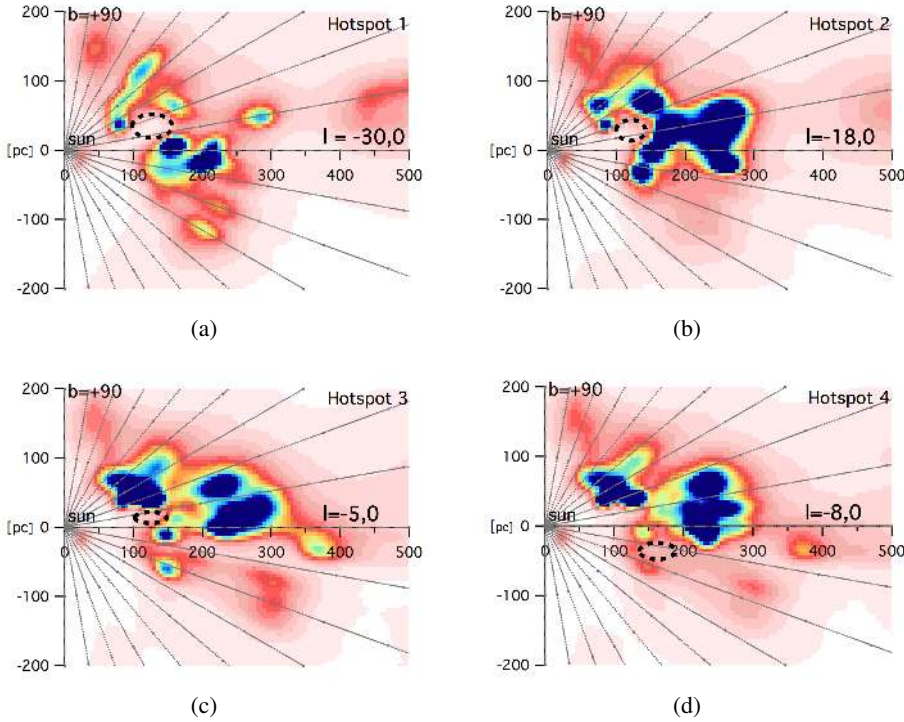 200
b=+90
Hotspot 1
100
sun
l = -30,0
[pc] 0
0 100 200 300 400 500
-100
-200
(a)
200
b=+90
Hotspot 2
100
sun
l=-18,0
[pc] 0
0 100 200 300 400 500
-100
-200
(b)
200
b=+90
Hotspot 3
100
sun
l=-5,0
[pc] 0
0 100 200 300 400 500
-100
-200
(c)
200
b=+90
Hotspot 4
100
sun
l=-8,0
[pc] 0
0 100 200 300 400 500
-100
-200
(d)